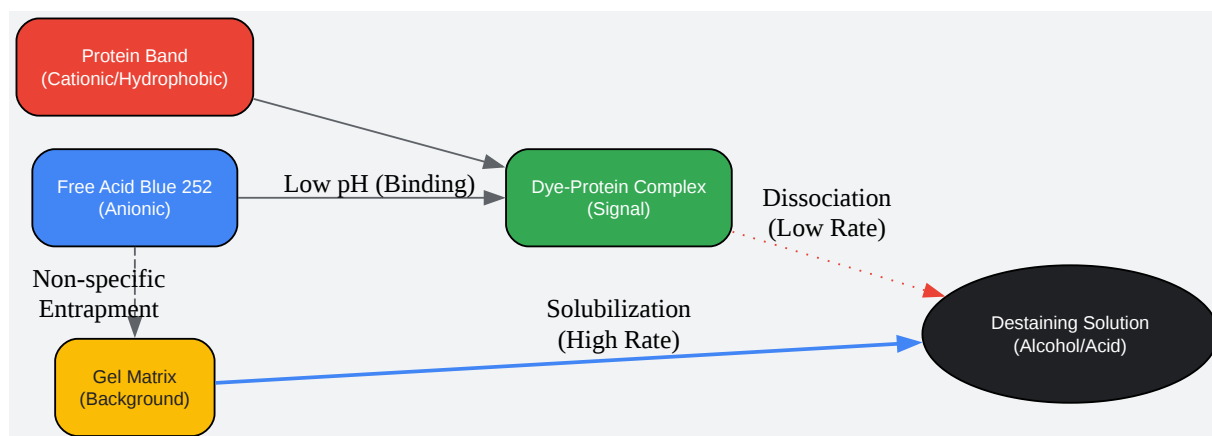 Protein Band
(Cationic/Hydrophobic)
Free Acid Blue 252
(Anionic)
Low pH (Binding)
Dye-Protein Complex
(Signal)
Dissociation
(Low Rate)
Non-specific
Entrapment
Solubilization
(High Rate)
Destaining Solution
(Alcohol/Acid)
Gel Matrix
(Background)